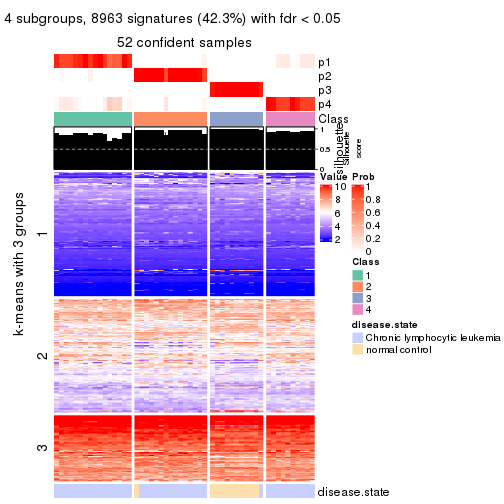 4 subgroups, 8963 signatures (42.3%) with fdr < 0.05
52 confident samples
p1
p2
p3
p4
Class
1
0.5
0
silhouette
Silhouette
score
k-means with 3 groups
1
2
3
disease.state
Value
10
8
6
4
2
Prob
1
0.8
0.6
0.4
0.2
0
Class
1
2
3
4
disease.state
Chronic lymphocytic leukemia
normal control